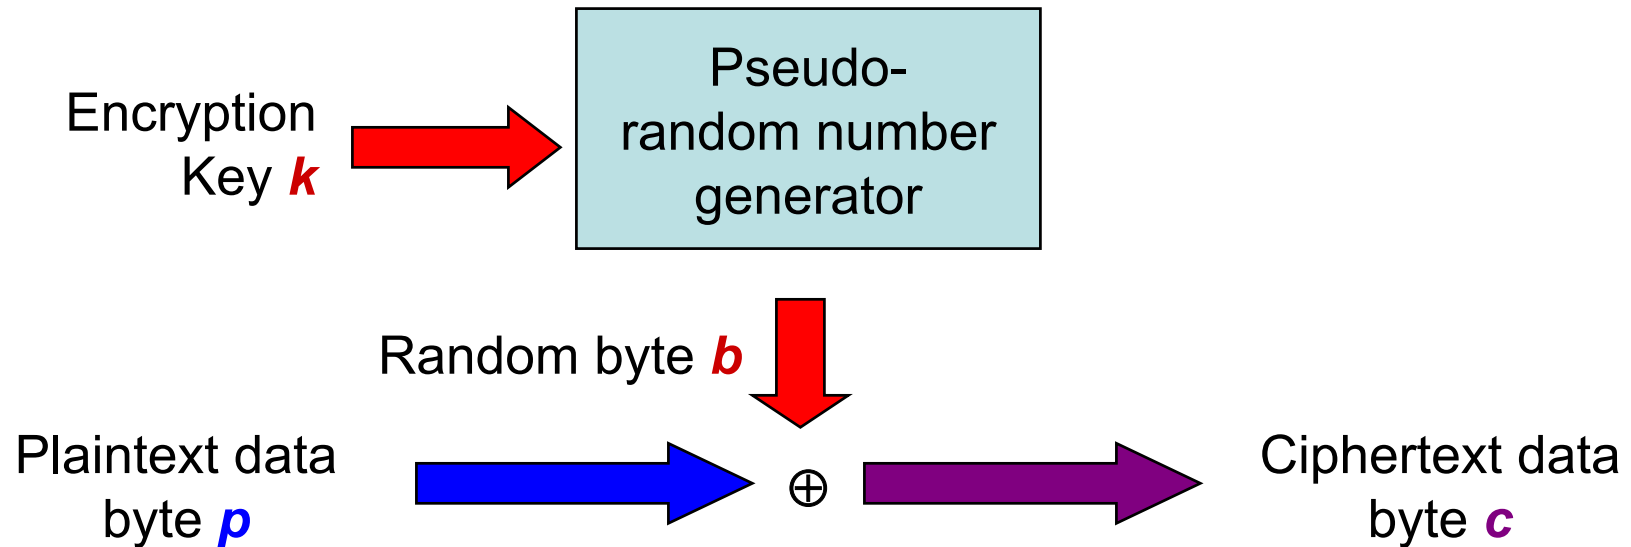 Encryption
Key k
Pseudo-
random number
generator
Random byte b
Plaintext data
byte p
⊕
Ciphertext data
byte c